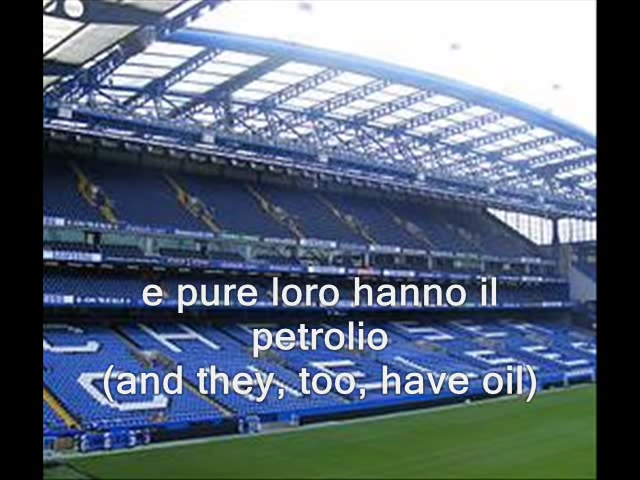 e pure loro hanno il
petrolio
(and they, too, have oil)